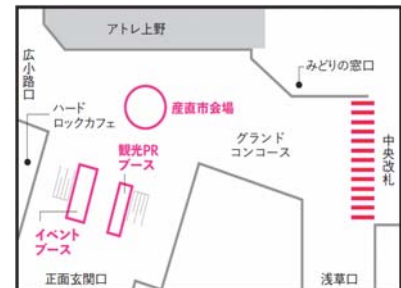 アトレ上野
広小路口
みどりの窓口
ハード
ロックカフェ
産直市会場
グランド
コンコース
中央改札
観光PR
ブース
イベント
ブース
正面玄関口
浅草口